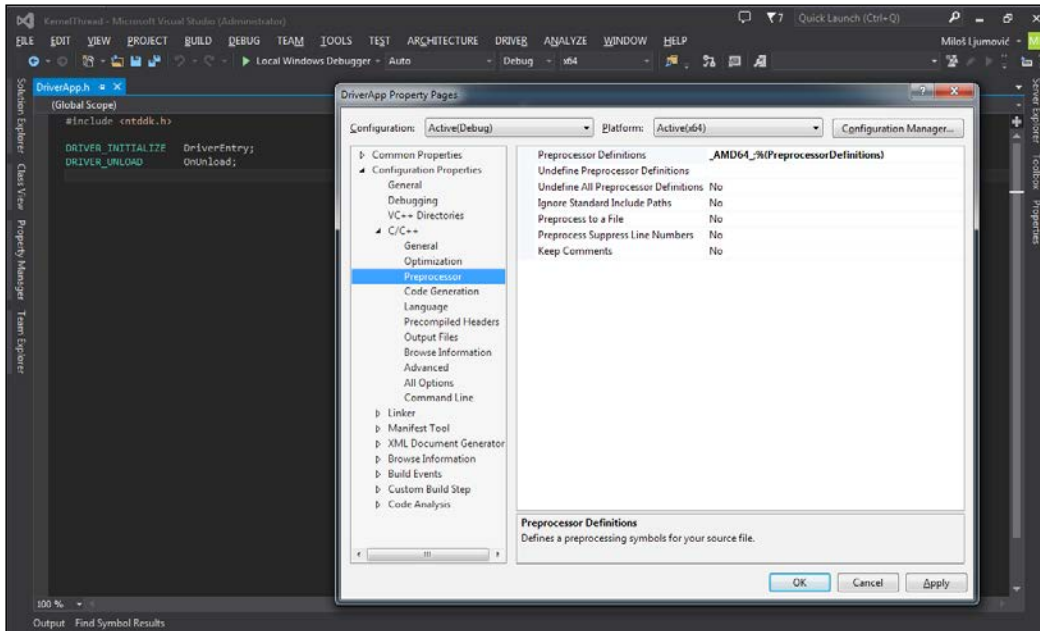 KernelThread - Microsoft Visual Studio (Administrator)
7 Quick Launch (Ctrl+Q)
FILE EDIT VIEW PROJECT BUILD DEBUG TEAM TOOLS TEST ARCHITECTURE DRIVER ANALYZE WINDOW HELP Miloš Ljumović
Local Windows Debugger Auto Debug x64
DriverApp.h
(Global Scope)
#include <ntddk.h>
DRIVER_INITIALIZE DriverEntry;
DRIVER_UNLOAD OnUnload;
Solution Explorer
Class View
Property Manager
Team Explorer
Server Explorer
Toolbox
Properties
DriverApp Property Pages
Configuration: Active(Debug) Platform: Active(x64) Configuration Manager...
Common Properties
Configuration Properties
General
Debugging
VC++ Directories
C/C++
General
Optimization
Preprocessor
Code Generation
Language
Precompiled Headers
Output Files
Browse Information
Advanced
All Options
Command Line
Linker
Manifest Tool
XML Document Generator
Browse Information
Build Events
Custom Build Step
Code Analysis
Preprocessor Definitions _AMD64_;%(PreprocessorDefinitions)
Undefine Preprocessor Definitions
Undefine All Preprocessor Definitions No
Ignore Standard Include Paths No
Preprocess to a File No
Preprocess Suppress Line Numbers No
Keep Comments No
Preprocessor Definitions
Defines a preprocessing symbols for your source file.
OK Cancel Apply
100 %
Output Find Symbol Results